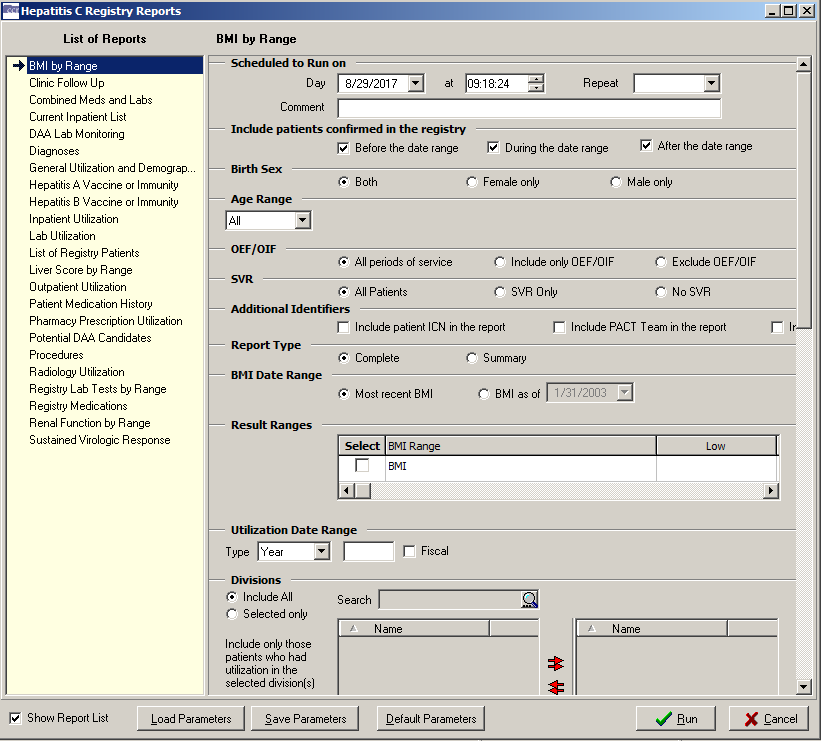 Hepatitis C Registry Reports
List of Reports
BMI by Range
Clinic Follow Up
Combined Meds and Labs
Current Inpatient List
DAA Lab Monitoring
Diagnoses
General Utilization and Demograp...
Hepatitis A Vaccine or Immunity
Hepatitis B Vaccine or Immunity
Inpatient Utilization
Lab Utilization
List of Registry Patients
Liver Score by Range
Outpatient Utilization
Patient Medication History
Pharmacy Prescription Utilization
Potential DAA Candidates
Procedures
Radiology Utilization
Registry Lab Tests by Range
Registry Medications
Renal Function by Range
Sustained Virologic Response
BMI by Range
Scheduled to Run on
Day 8/29/2017 at 09:18:24 Repeat
Comment
Include patients confirmed in the registry
Before the date range During the date range After the date range
Birth Sex
Both Female only Male only
Age Range
All
OEF/OIF
All periods of service Include only OEF/OIF Exclude OEF/OIF
SVR
All Patients SVR Only No SVR
Additional Identifiers
Include patient ICN in the report Include PACT Team in the report
Report Type
Complete Summary
BMI Date Range
Most recent BMI BMI as of 1/31/2003
Result Ranges
Select BMI Range Low
BMI
Utilization Date Range
Type Year Fiscal
Divisions
Include All
Selected only
Search
Name Name
Include only those
patients who had
utilization in the
selected division(s)
Show Report List Load Parameters Save Parameters Default Parameters Run Cancel